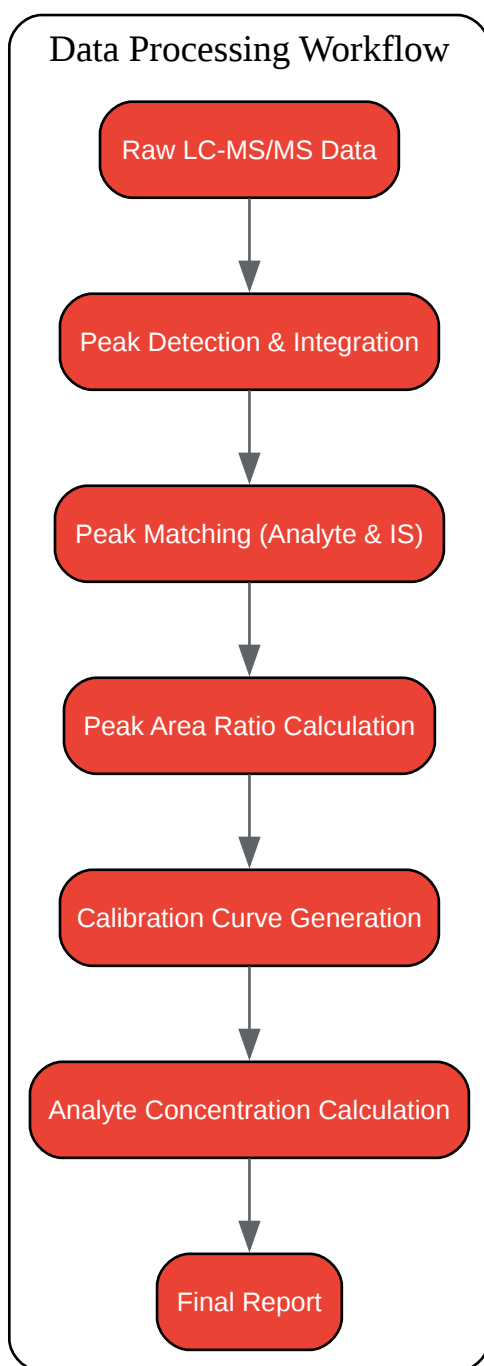 Data Processing Workflow
Raw LC-MS/MS Data
Peak Detection & Integration
Peak Matching (Analyte & IS)
Peak Area Ratio Calculation
Calibration Curve Generation
Analyte Concentration Calculation
Final Report